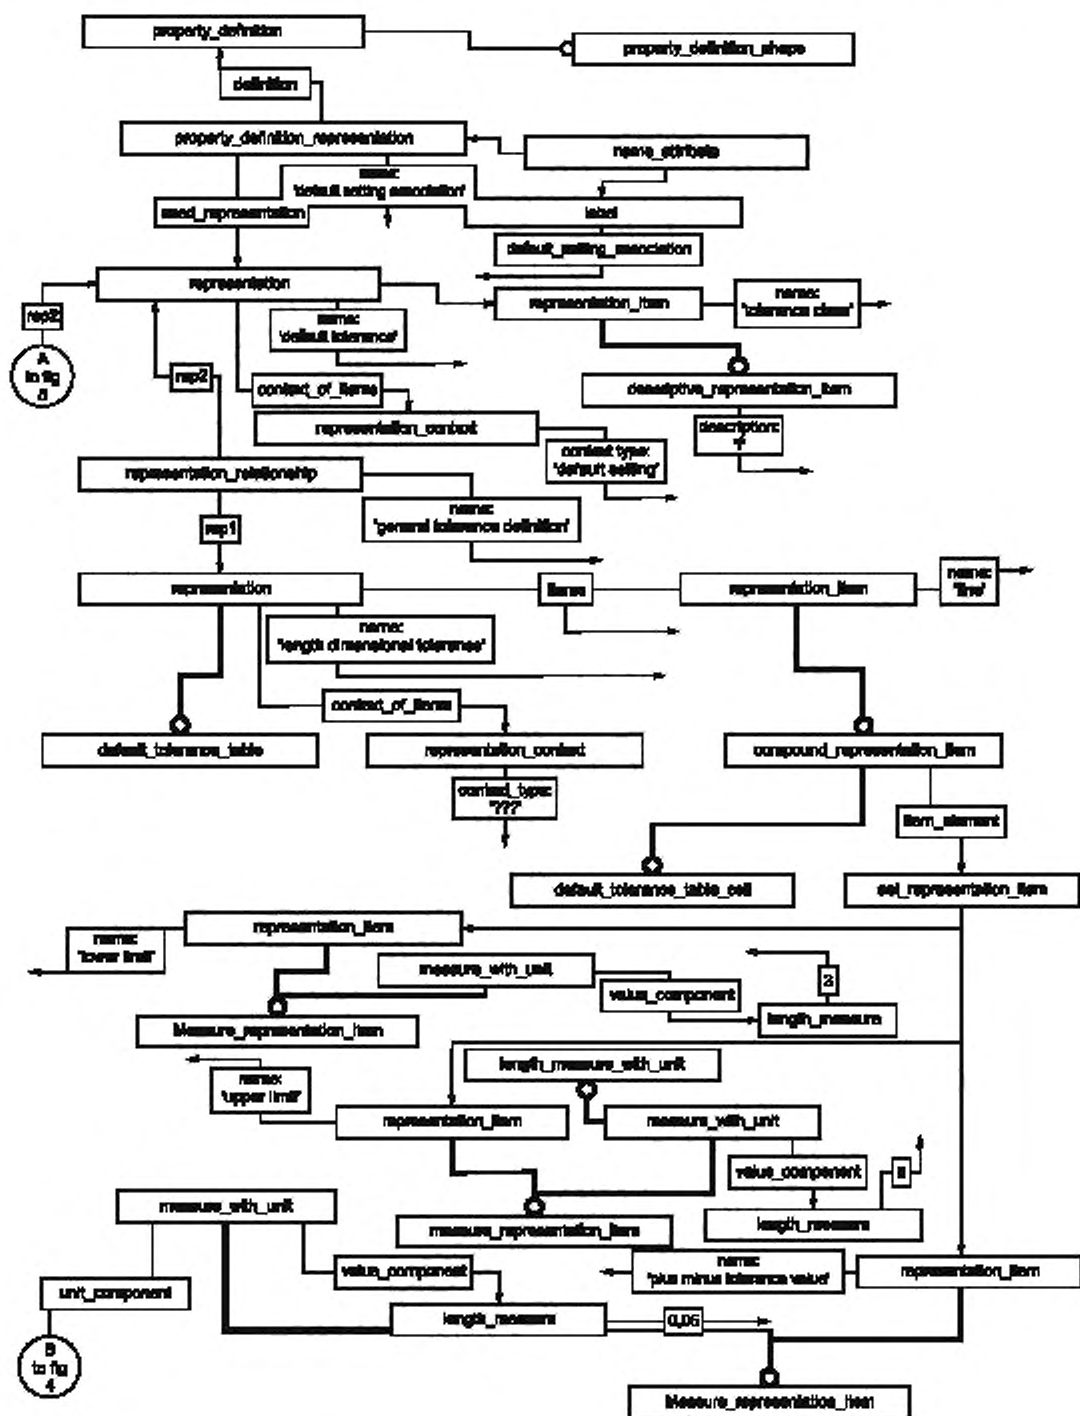 property_definition
property_definition_shape
definition
property_definition_representation
name_attribute
name:
'default setting association'
used_representation
label
default_setting_association
representation
representation_item
name:
'tolerance class'
rep2
name:
'default tolerance'
A
to fig
rep2
context_of_items
descriptive_representation_item
representation_context
description:
context type:
'default setting'
representation_relationship
name:
'general tolerance definition'
rep1
representation
items
representation_item
name:
'line'
name:
'length dimensional tolerance'
context_of_items
default_tolerance_table
representation_context
compound_representation_item
context_type:
'???'
item_element
default_tolerance_table_cell
set_representation_item
representation_item
name:
'lower limit'
measure_with_unit
value_component
length_measure
Measure_representation_item
length_measure_with_unit
name:
'upper limit'
representation_item
measure_with_unit
value_component
measure_with_unit
length_measure
measure_representation_item
name:
'plus minus tolerance value'
representation_item
value_component
unit_component
length_measure
0,05
B
to fig
4
Measure_representation_item